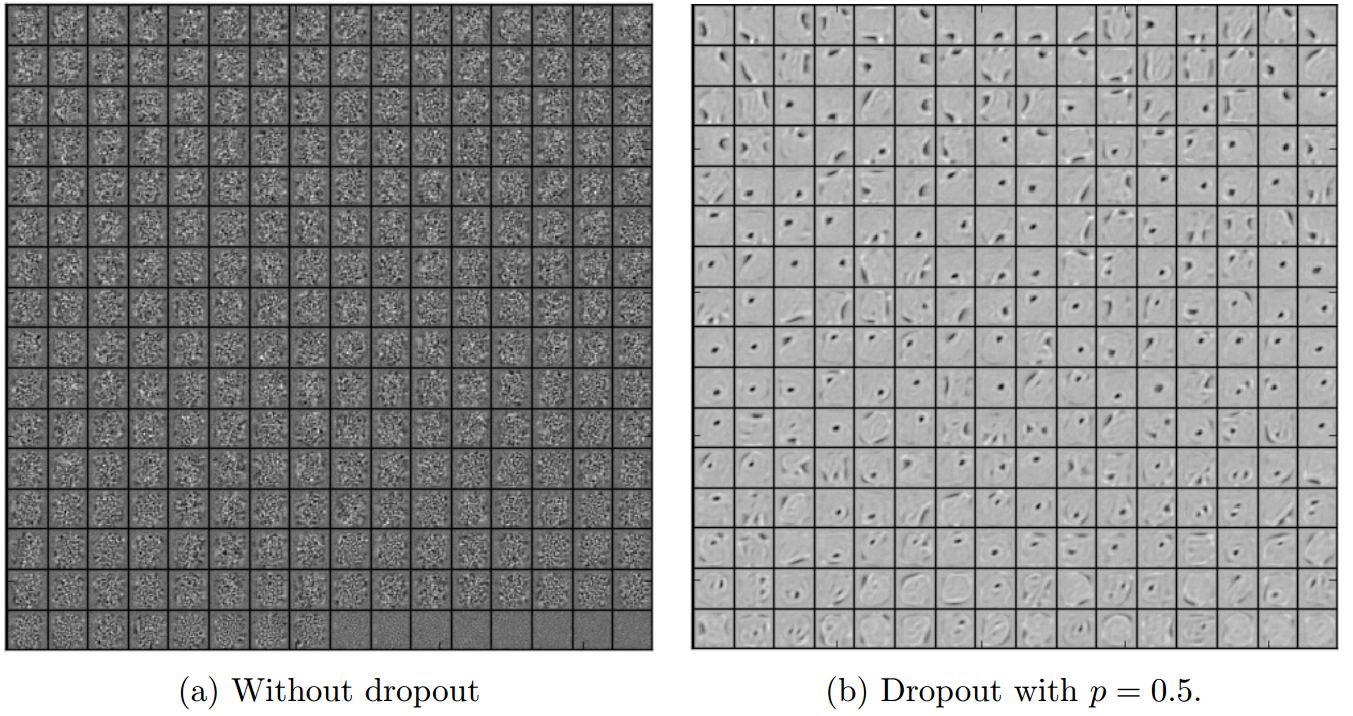 (a) Without dropout
(b) Dropout with p = 0.5.